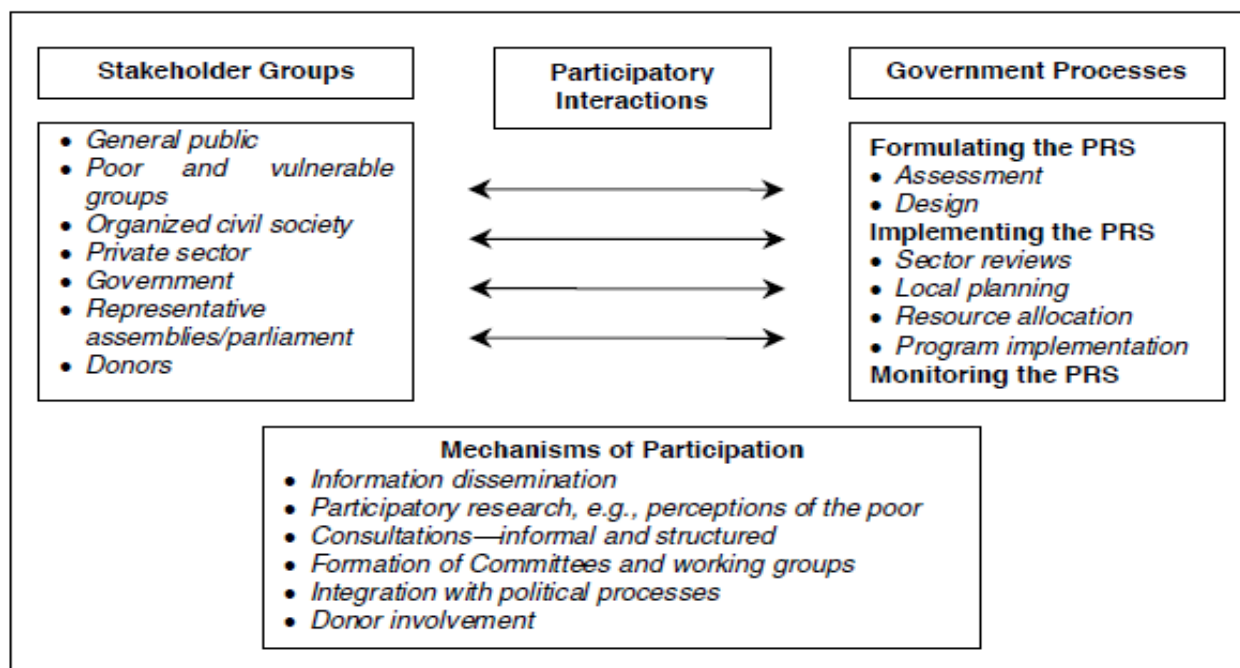 Stakeholder Groups
• General public
• Poor and vulnerable
groups
• Organized civil society
• Private sector
• Government
• Representative
assemblies/parliament
• Donors
Participatory
Interactions
Government Processes
Formulating the PRS
• Assessment
• Design
Implementing the PRS
• Sector reviews
• Local planning
• Resource allocation
• Program implementation
Monitoring the PRS
Mechanisms of Participation
• Information dissemination
• Participatory research, e.g., perceptions of the poor
• Consultations—informal and structured
• Formation of Committees and working groups
• Integration with political processes
• Donor involvement